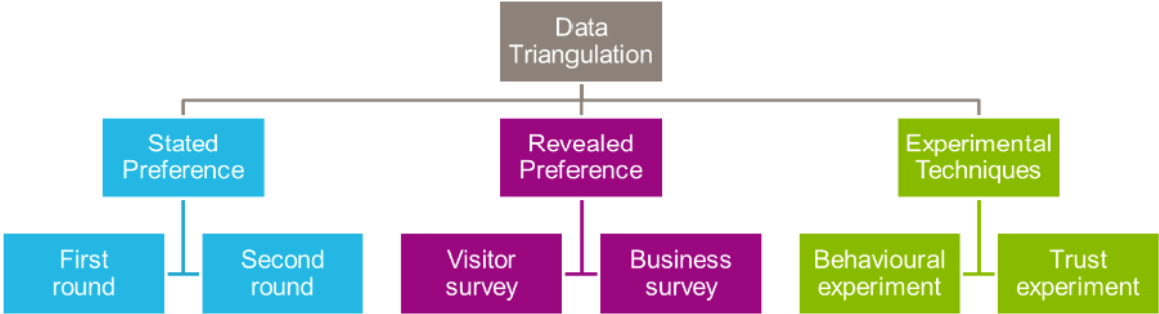 Data
Triangulation
Stated
Preference
Revealed
Preference
Experimental
Techniques
First
round
Second
round
Visitor
survey
Business
survey
Behavioural
experiment
Trust
experiment